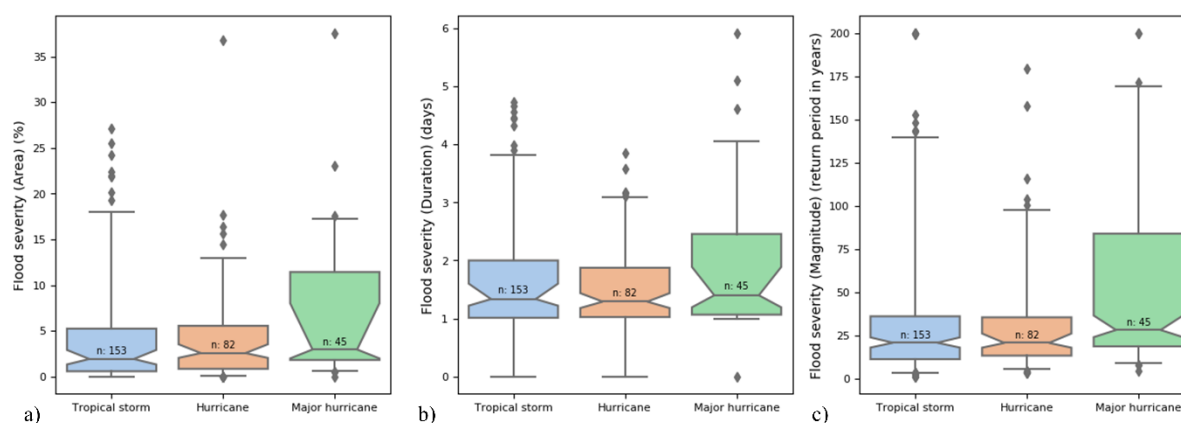 Flood severity (Area) (%)
35
30
25
20
15
10
5
0
n: 153
n: 82
n: 45
Tropical storm
Hurricane
Major hurricane
a)
Flood severity (Duration) (days)
6
5
4
3
2
1
0
n: 153
n: 82
n: 45
Tropical storm
Hurricane
Major hurricane
b)
Flood severity (Magnitude) (return period in years)
200
175
150
125
100
75
50
25
0
n: 153
n: 82
n: 45
Tropical storm
Hurricane
Major hurricane
c)